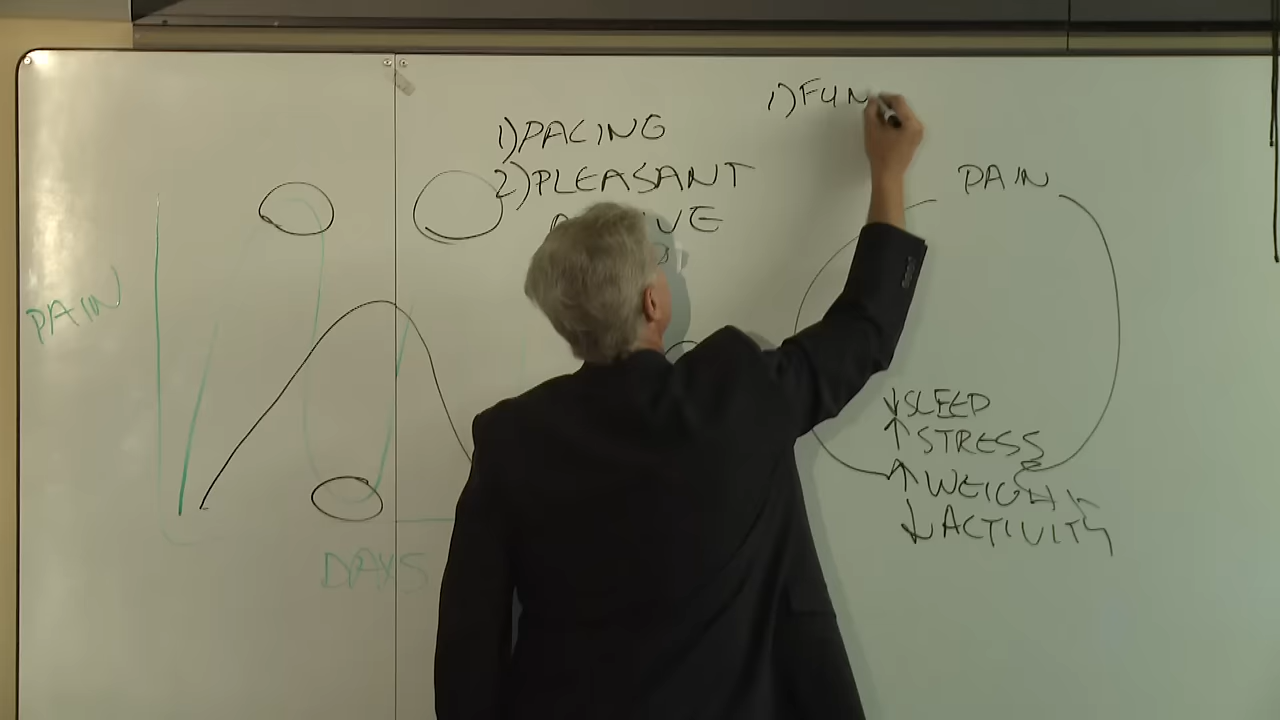 1) FUN
1) PACING
2) PLEASANT
PAIN
PAIN
↓ SLEEP
↑ STRESS
↑ WEIGHT
↓ ACTIVITY
DAYS